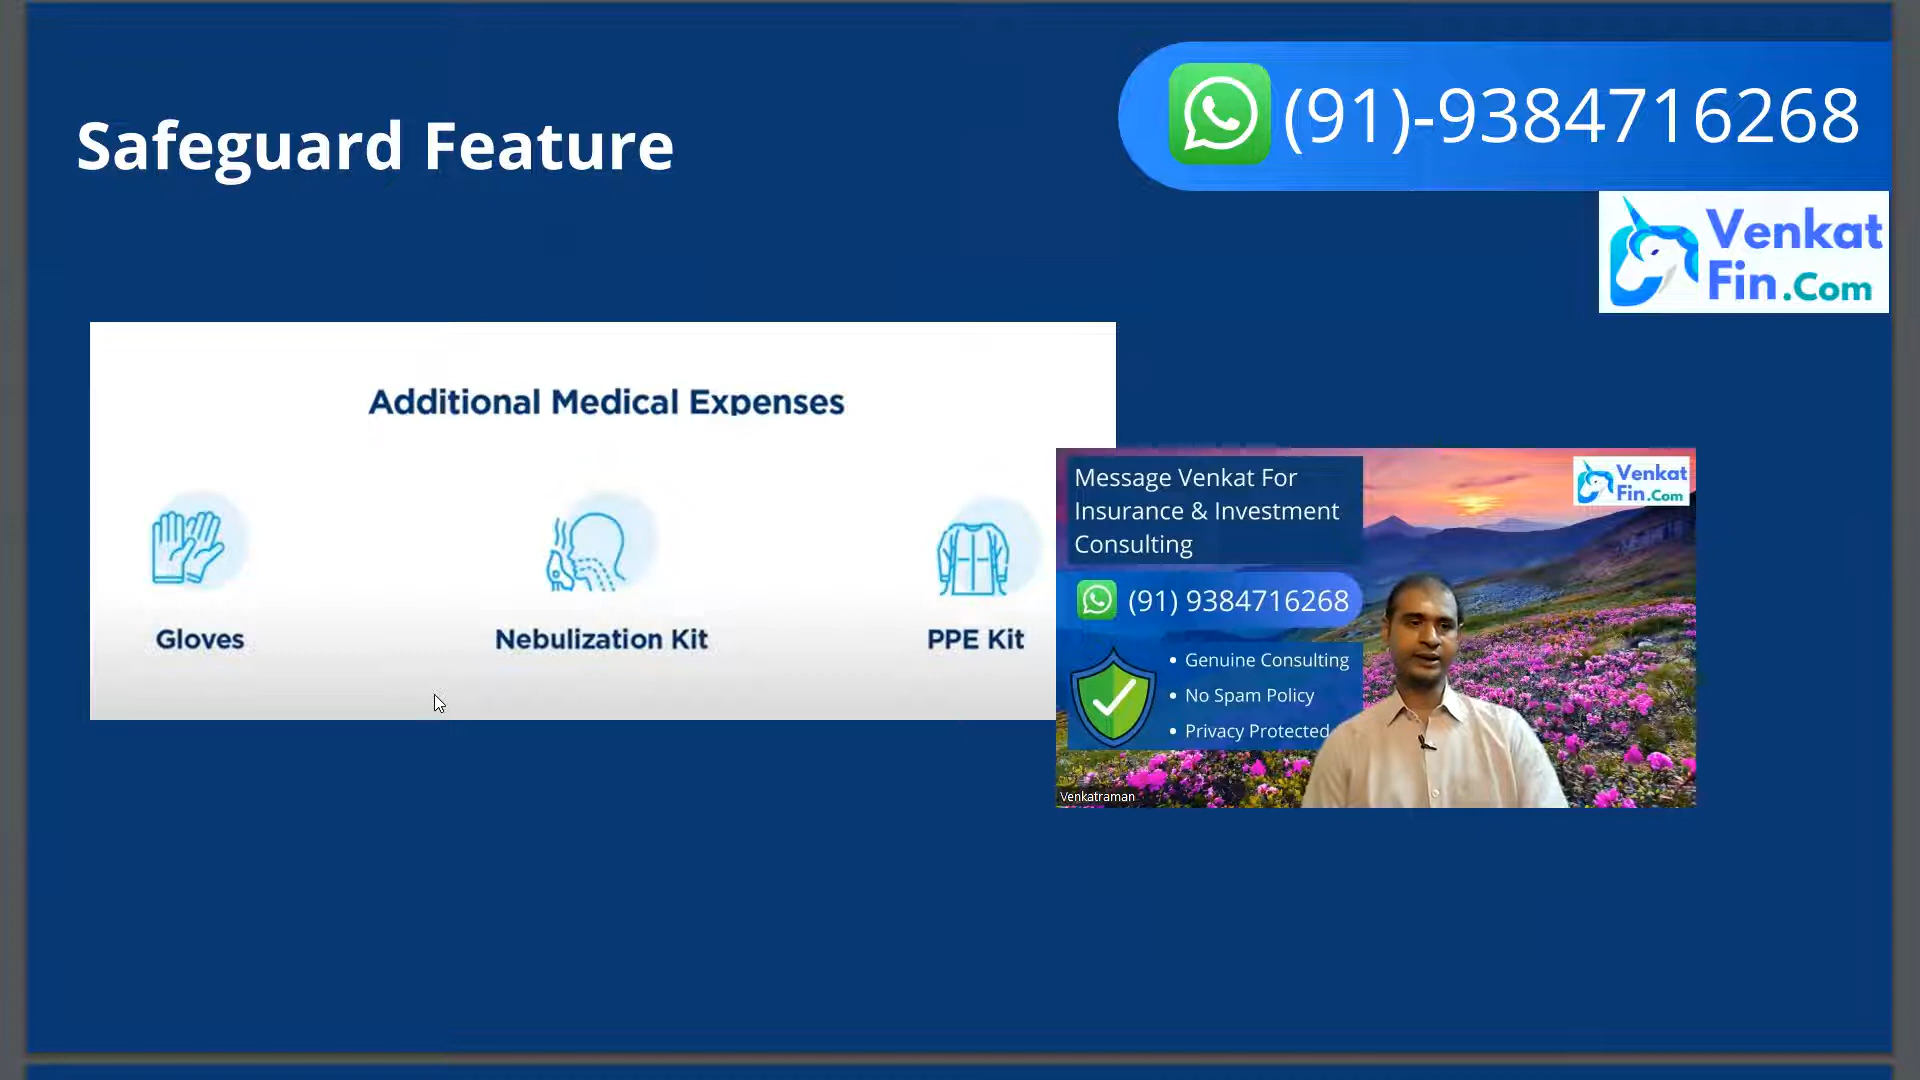 Safeguard Feature
(91)-9384716268
Venkat
Fin.Com
Additional Medical Expenses
Gloves
Nebulization Kit
PPE Kit
Message Venkat For
Insurance & Investment
Consulting
Venkat
Fin.Com
(91) 9384716268
• Genuine Consulting
• No Spam Policy
• Privacy Protected
Venkatraman